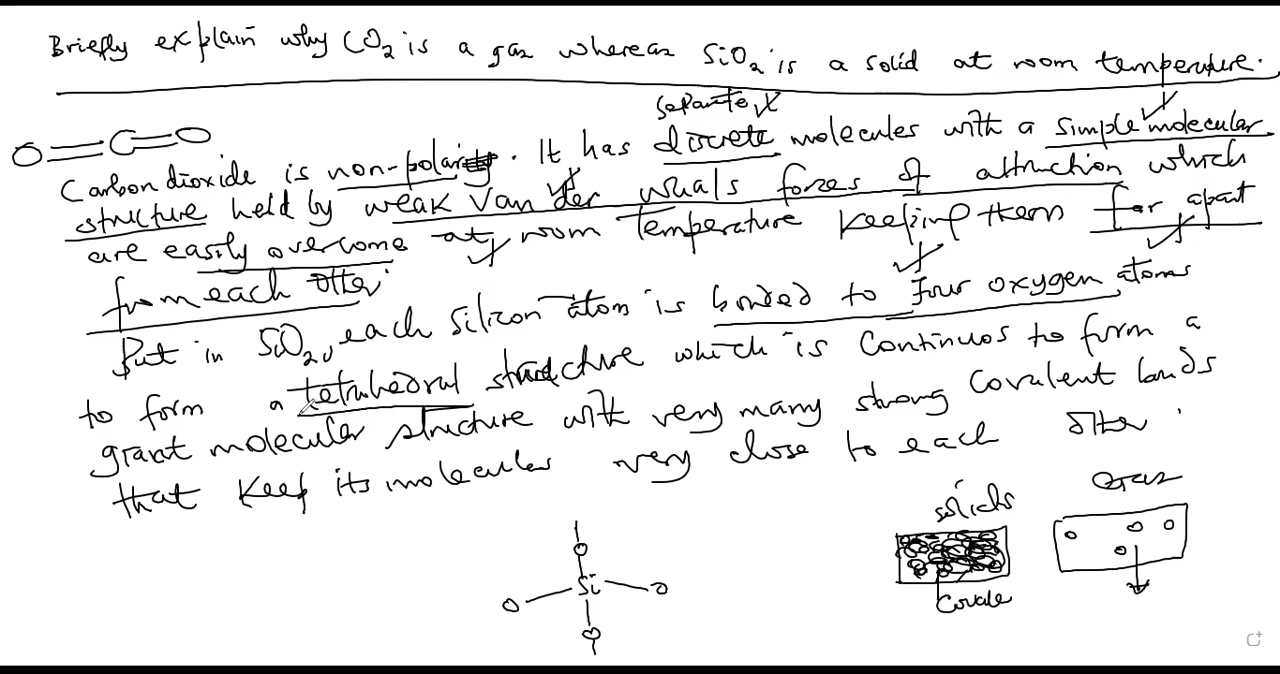 Briefly explain why CO₂ is a gas whereas SiO₂ is a solid at room temperature.
separate
O=C=O
Carbon dioxide is non-polar. It has discrete molecules with a simple molecular
structure held by weak Van der waals forces of attraction which
are easily overcome at room temperature keeping them far apart
from each other.
But in SiO₂, each silicon atom is bonded to four oxygen atoms
to form a tetrahedral structure which is continuos to form a
giant molecular structure with very many strong covalent bonds
that keep its molecules very close to each other.
solids
Gas
O
Si
O
O
O
Covale